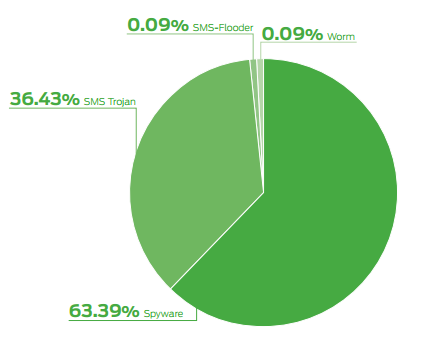 0.09% SMS-Flooder
0.09% Worm
36.43% SMS Trojan
63.39% Spyware